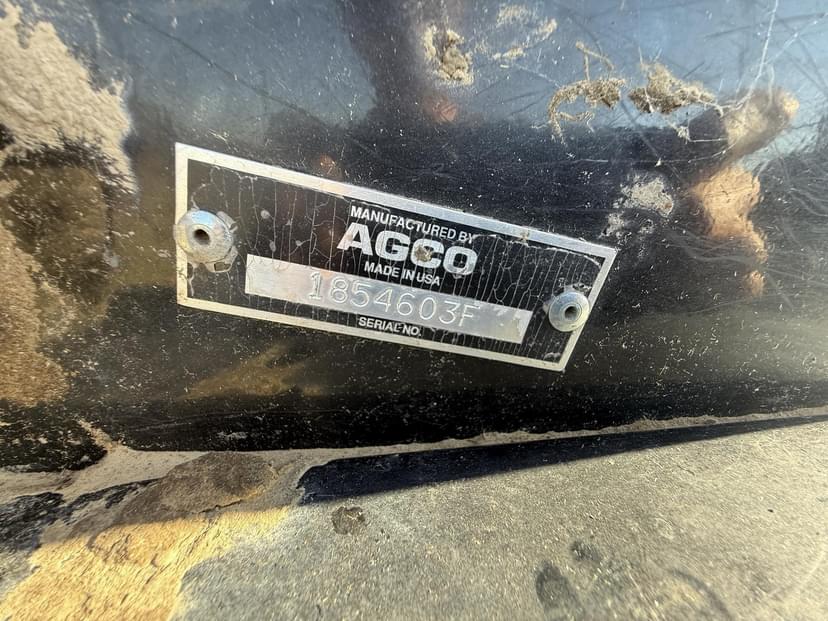 MANUFACTURED BY
AGCO
MADE IN USA
1854603F
SERIAL NO.